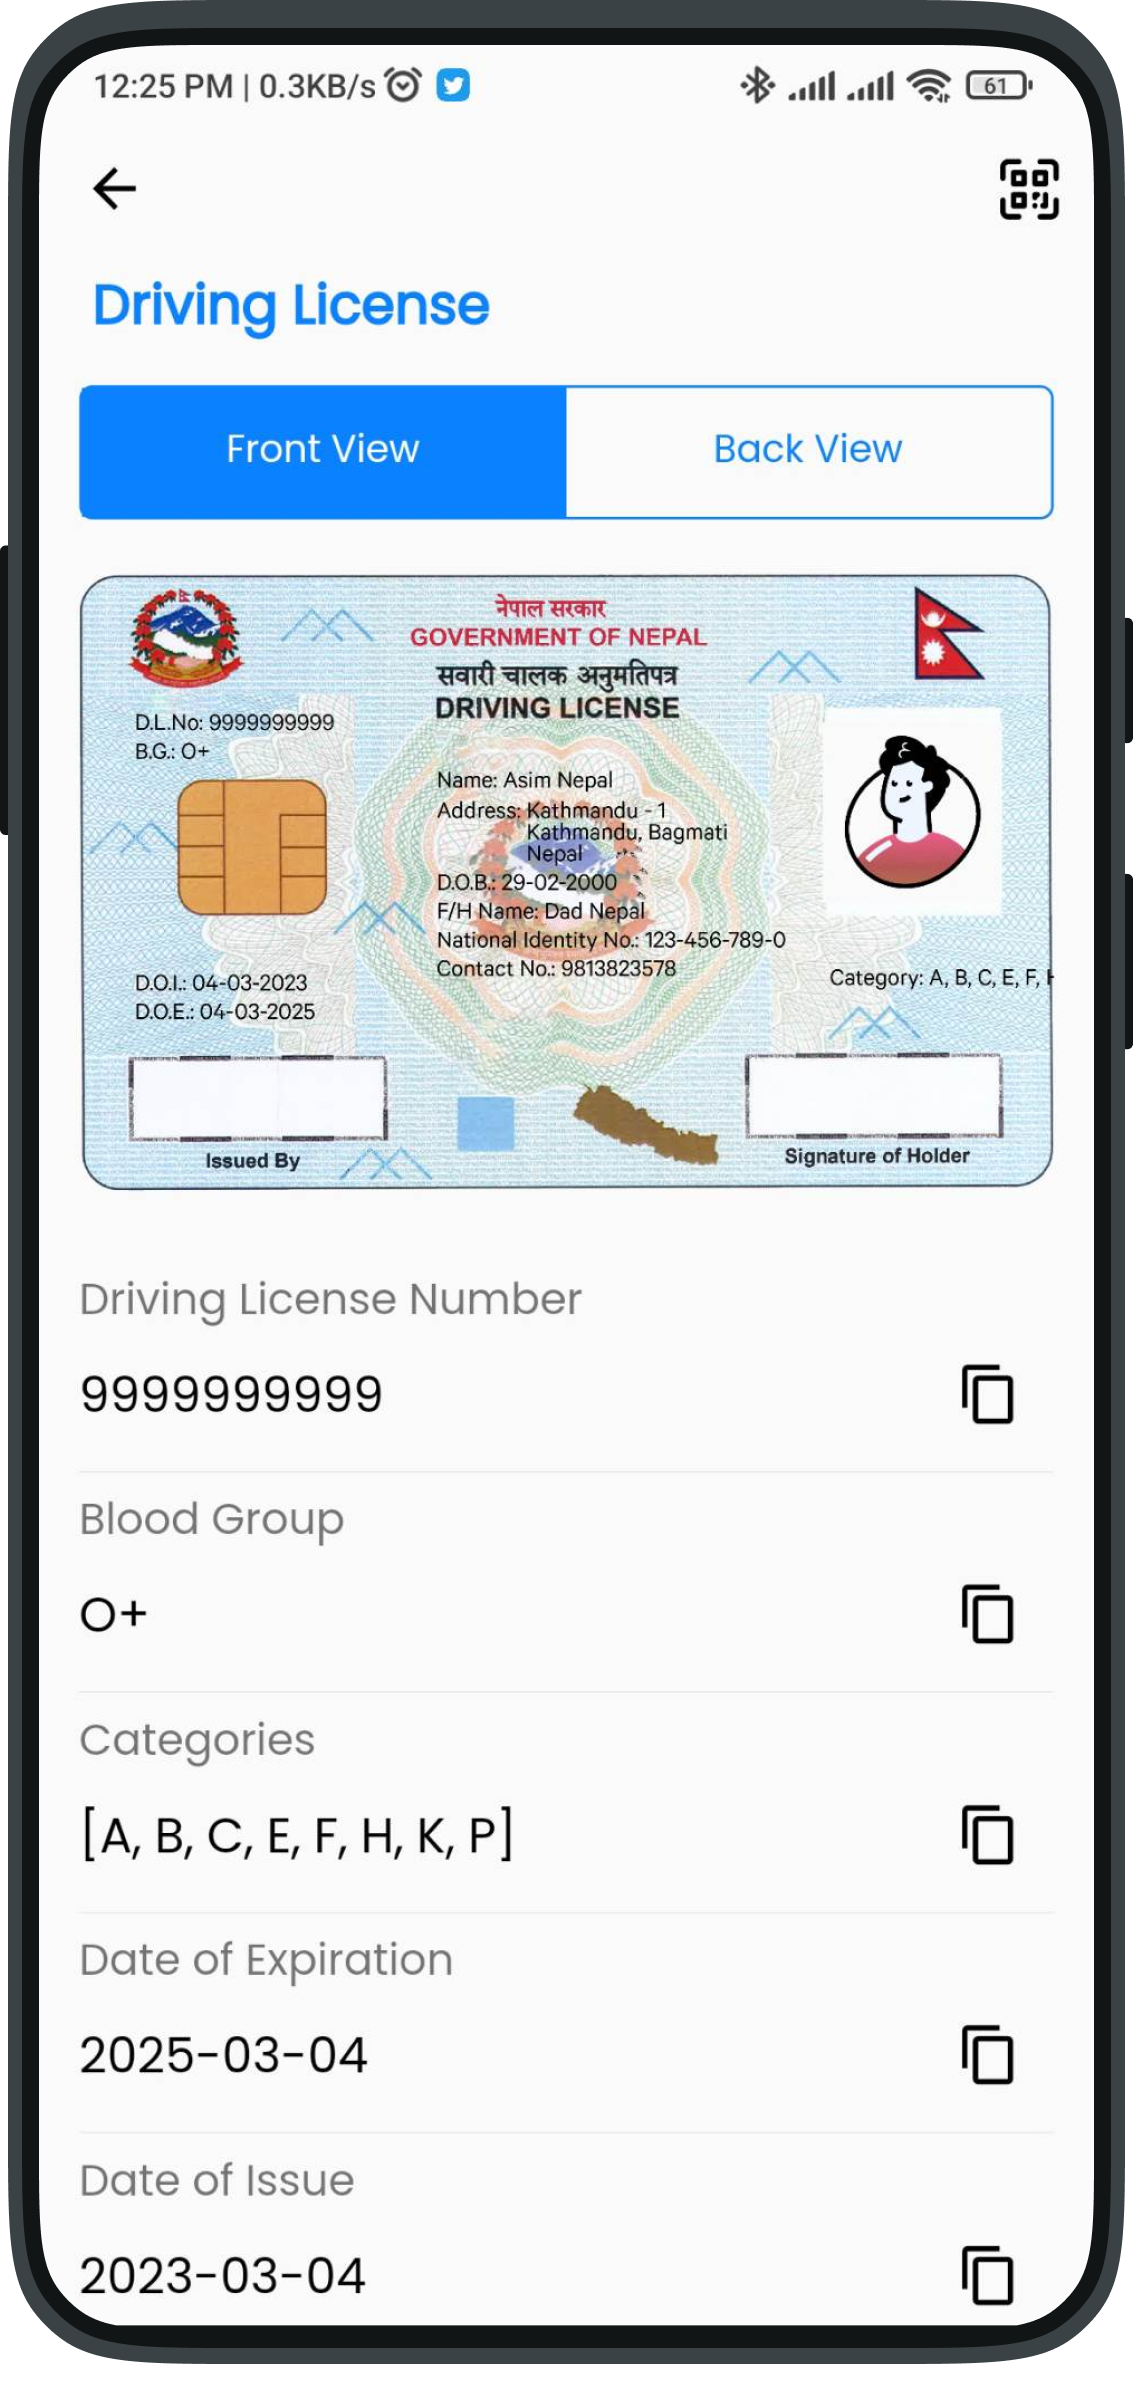 12:25 PM | 0.3KB/s
61
Driving License
Front View
Back View
नेपाल सरकार
GOVERNMENT OF NEPAL
सवारी चालक अनुमतिपत्र
DRIVING LICENSE
D.L.No: 9999999999
B.G.: O+
Name: Asim Nepal
Address: Kathmandu - 1
Kathmandu, Bagmati
Nepal
D.O.B.: 29-02-2000
F/H Name: Dad Nepal
National Identity No.: 123-456-789-0
Contact No.: 9813823578
D.O.I.: 04-03-2023
D.O.E.: 04-03-2025
Category: A, B, C, E, F,
Issued By
Signature of Holder
Driving License Number
9999999999
Blood Group
O+
Categories
[A, B, C, E, F, H, K, P]
Date of Expiration
2025-03-04
Date of Issue
2023-03-04